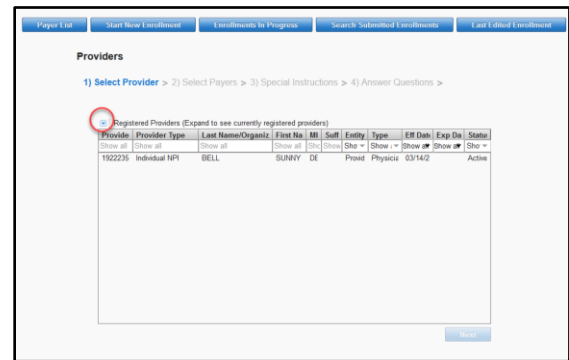 Payer List Start New Enrollment Enrollments In Progress Search Submitted Enrollments Last Edited Enrollment
Providers
1) Select Provider > 2) Select Payers > 3) Special Instructions > 4) Answer Questions >
Registered Providers (Expand to see currently registered providers)
Provide Provider Type Last Name/Organiz First Na MI Suff Entity Type Eff Dat Exp Da Statu
Show all Show all Show all Show all Sho Show Sho Show Show a Show a Sho
1922235 Individual NPI BELL SUNNY DE Provid Physicia 03/14/2 Active
Next